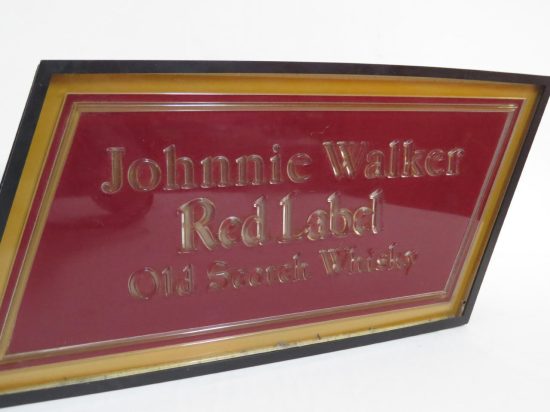 Johnnie Walker
Red Label
Old Scotch Whisky